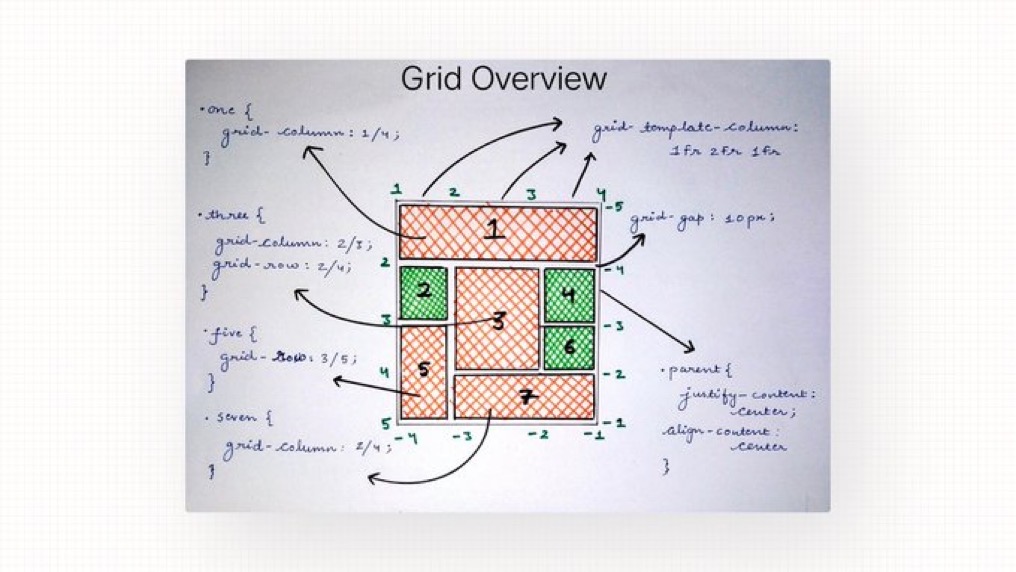 Grid Overview
.one {
grid-column: 1/4;
}
.three {
grid-column: 2/3;
grid-row: 2/4;
}
.five {
grid-row: 3/5;
}
.seven {
grid-column: 2/4;
}
1 2 3 4
2
3
4
5
-5
-4
-3
-2
-1
-4 -3 -2 -1
1
2
3
4
5
6
7
grid-template-column:
1fr 2fr 1fr
grid-gap: 10px;
.parent {
justify-content:
center;
align-content:
center
}